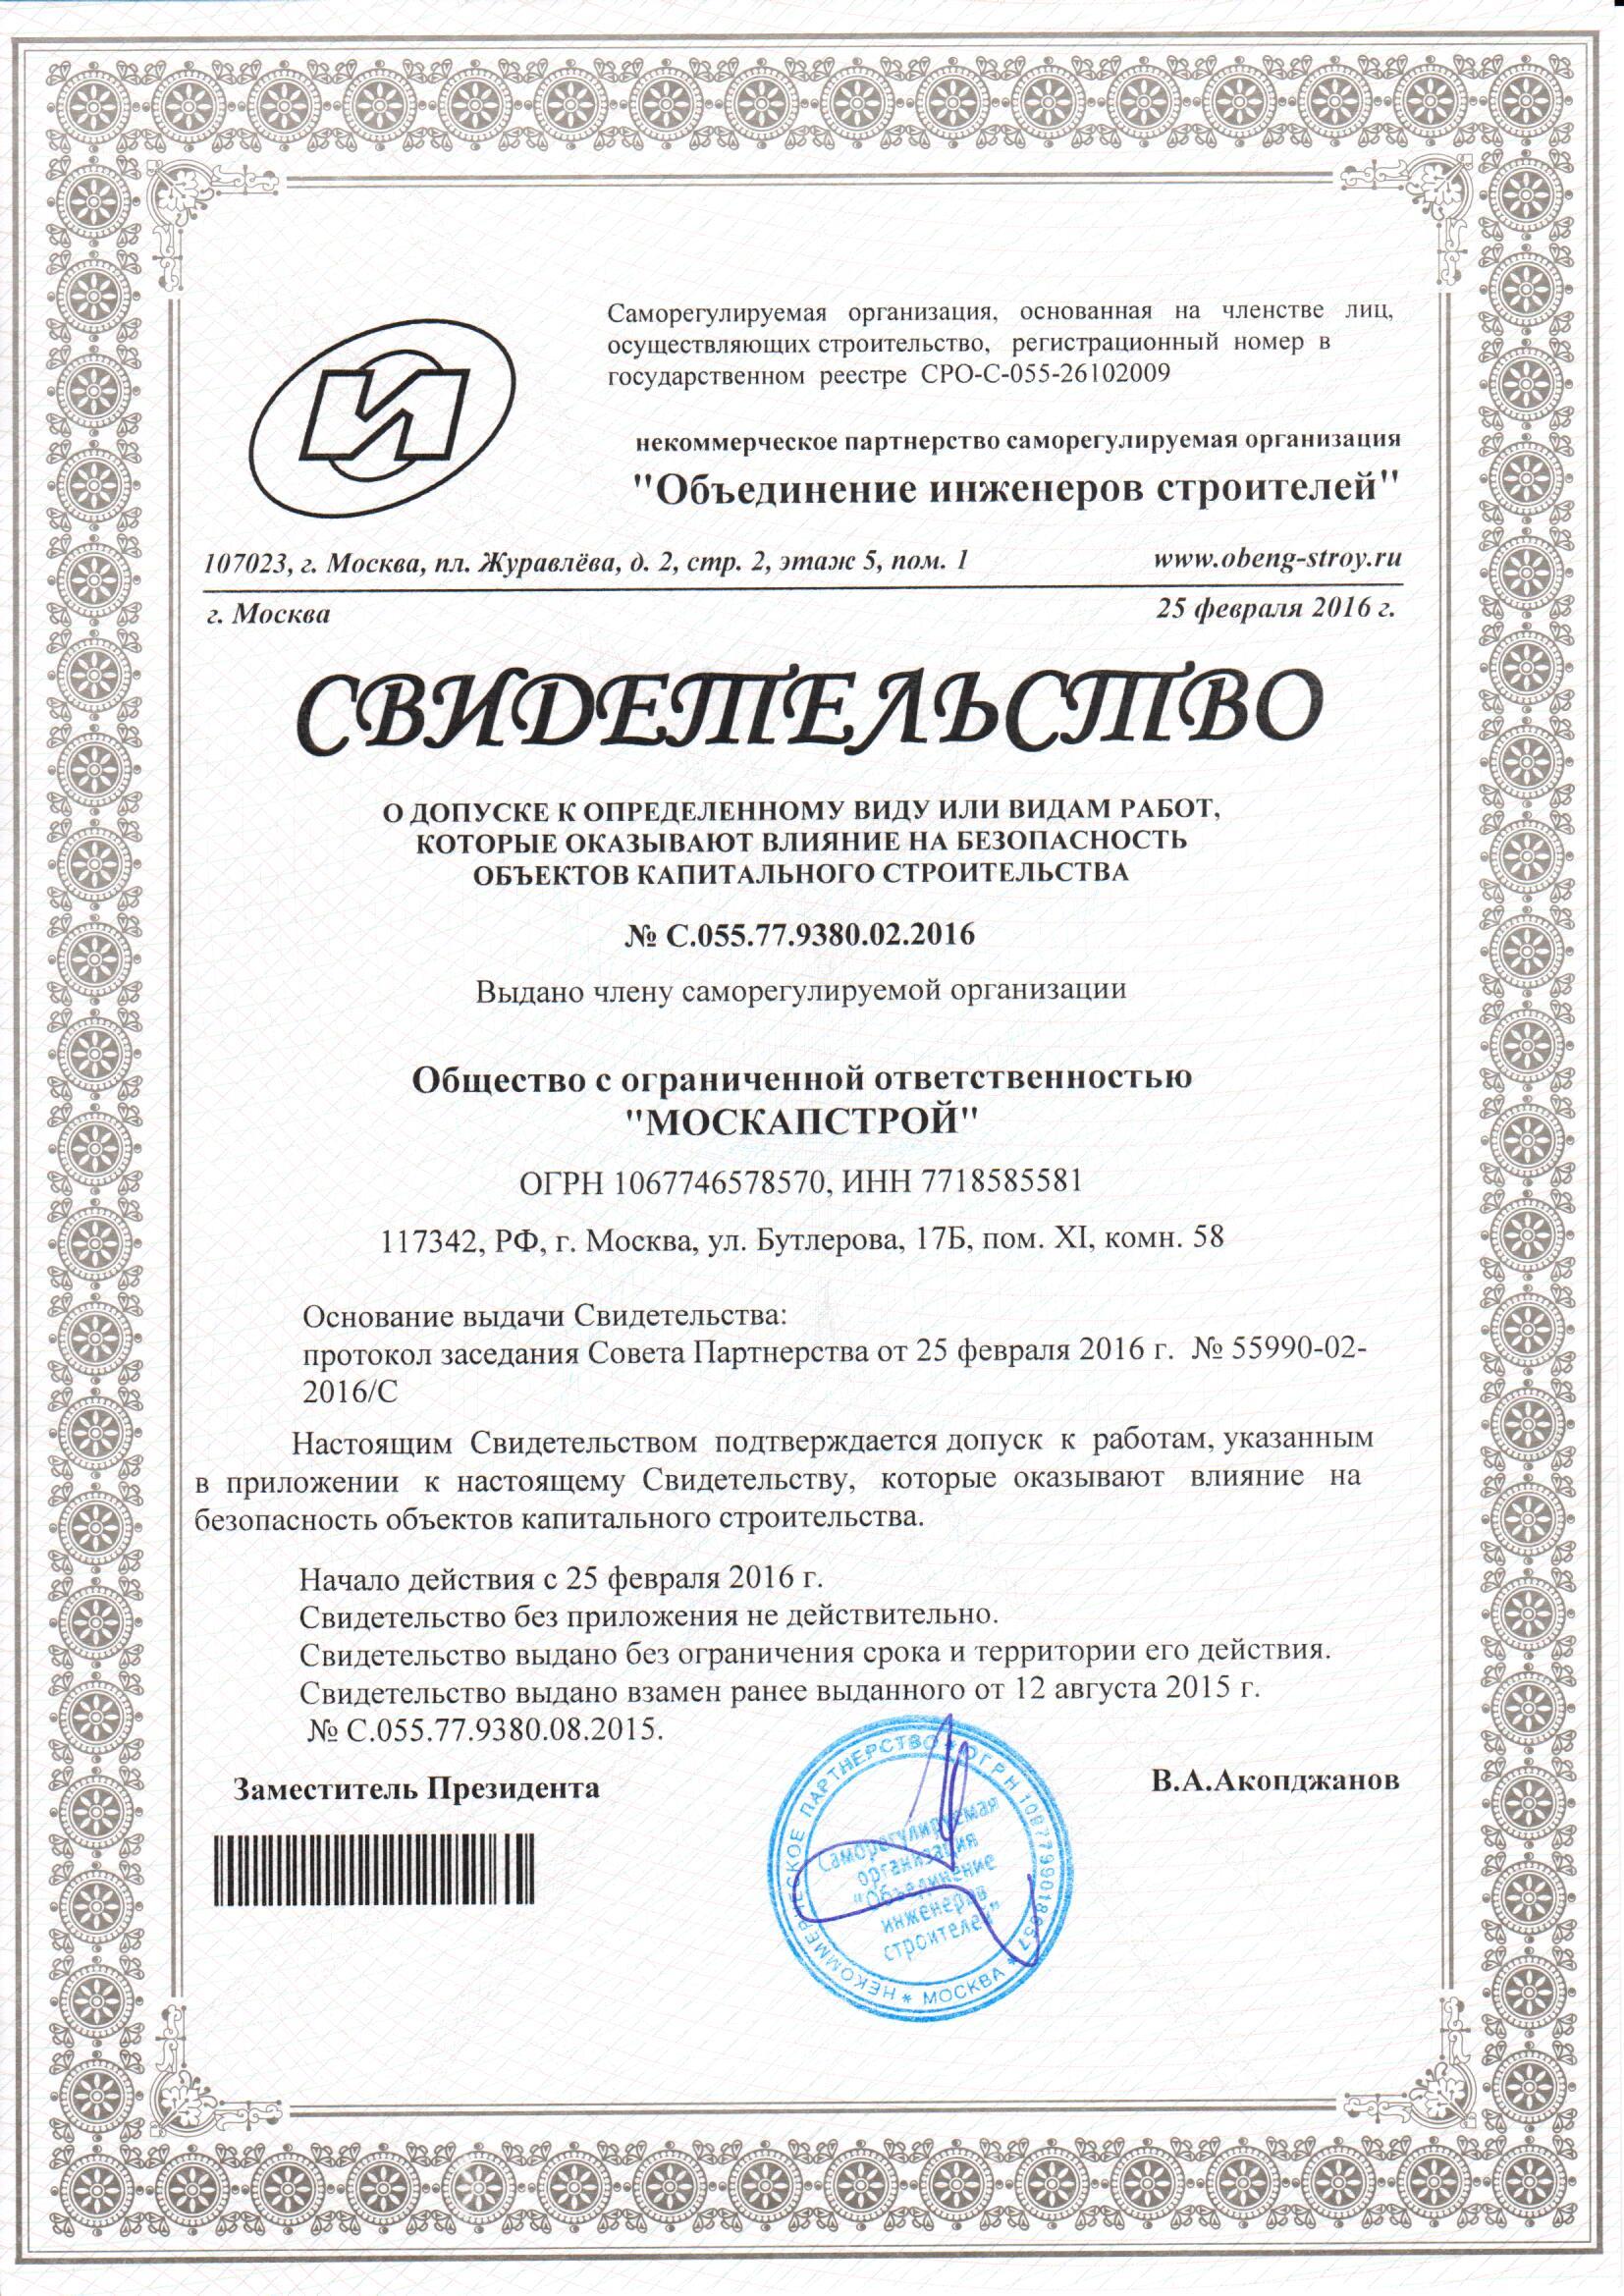 Саморегулируемая организация, основанная на членстве лиц,
осуществляющих строительство, регистрационный номер в
государственном реестре СРО-С-055-26102009
некоммерческое партнерство саморегулируемая организация
"Объединение инженеров строителей"
107023, г. Москва, пл. Журавлёва, д. 2, стр. 2, этаж 5, пом. 1
www.obeng-stroy.ru
г. Москва
25 февраля 2016 г.
СВИДЕТЕЛЬСТВО
О ДОПУСКЕ К ОПРЕДЕЛЕННОМУ ВИДУ ИЛИ ВИДАМ РАБОТ,
КОТОРЫЕ ОКАЗЫВАЮТ ВЛИЯНИЕ НА БЕЗОПАСНОСТЬ
ОБЪЕКТОВ КАПИТАЛЬНОГО СТРОИТЕЛЬСТВА
№ С.055.77.9380.02.2016
Выдано члену саморегулируемой организации
Общество с ограниченной ответственностью
"МОСКАПСТРОЙ"
ОГРН 1067746578570, ИНН 7718585581
117342, РФ, г. Москва, ул. Бутлерова, 17Б, пом. XI, комн. 58
Основание выдачи Свидетельства:
протокол заседания Совета Партнерства от 25 февраля 2016 г. № 55990-02-
2016/С
Настоящим Свидетельством подтверждается допуск к работам, указанным
в приложении к настоящему Свидетельству, которые оказывают влияние на
безопасность объектов капитального строительства.
Начало действия с 25 февраля 2016 г.
Свидетельство без приложения не действительно.
Свидетельство выдано без ограничения срока и территории его действия.
Свидетельство выдано взамен ранее выданного от 12 августа 2015 г.
№ С.055.77.9380.08.2015.
Заместитель Президента
В.А.Акопджанов
НЕКОММЕРЧЕСКОЕ ПАРТНЕРСТВО * ОГРН
* МОСКВА *
Саморегулируемая
организация
"Объединение
инженеров
строителей"